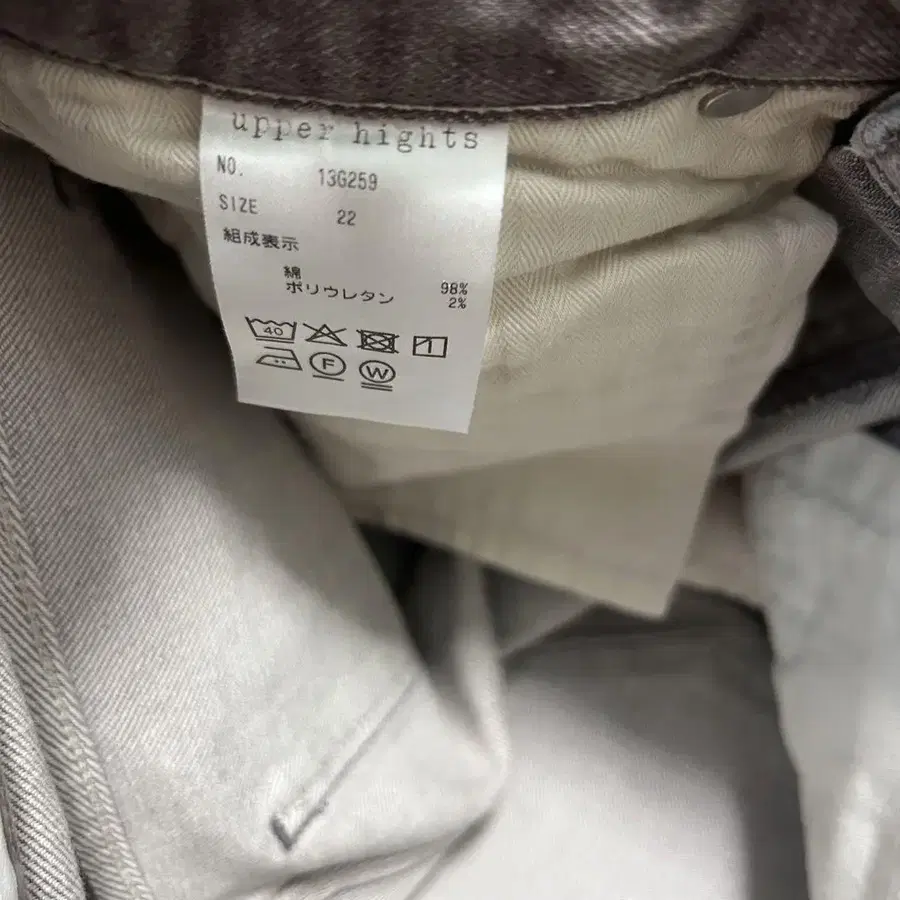 upper hights
NO. 13G259
SIZE 22
組成表示
綿 98%
ポリウレタン 2%
40
F W